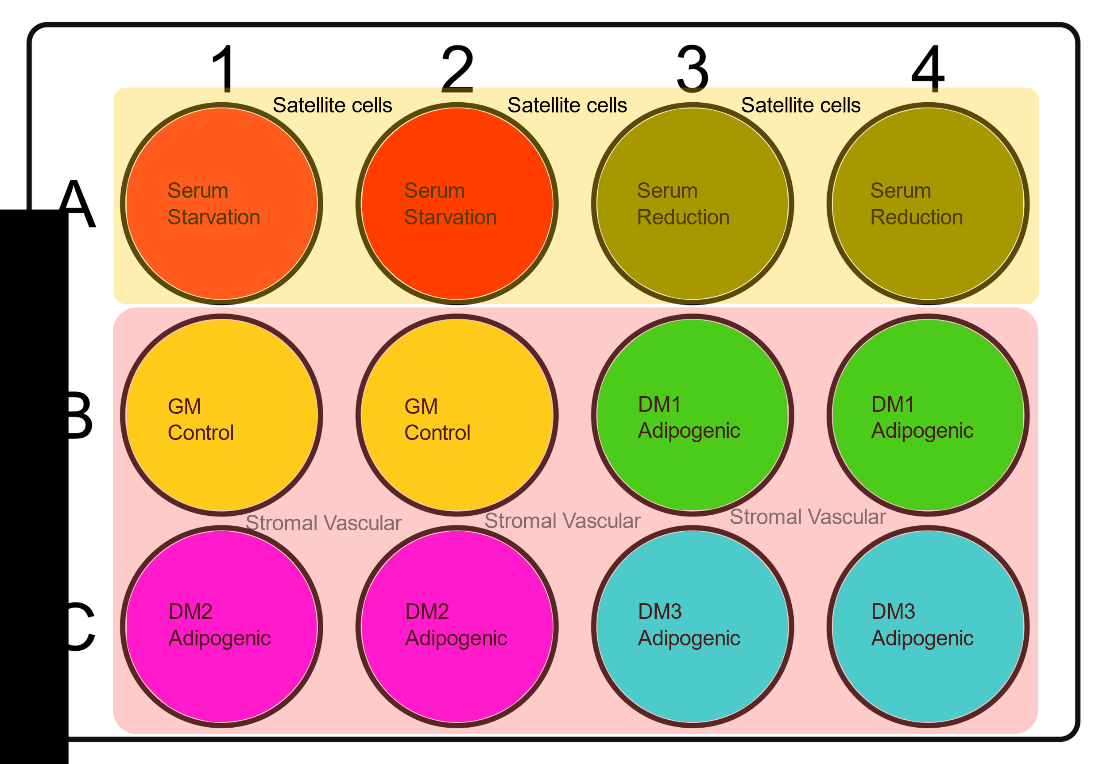 1 2 3 4
Satellite cells Satellite cells Satellite cells
A
Serum
Starvation
Serum
Starvation
Serum
Reduction
Serum
Reduction
B
GM
Control
GM
Control
DM1
Adipogenic
DM1
Adipogenic
Stromal Vascular Stromal Vascular Stromal Vascular
C
DM2
Adipogenic
DM2
Adipogenic
DM3
Adipogenic
DM3
Adipogenic